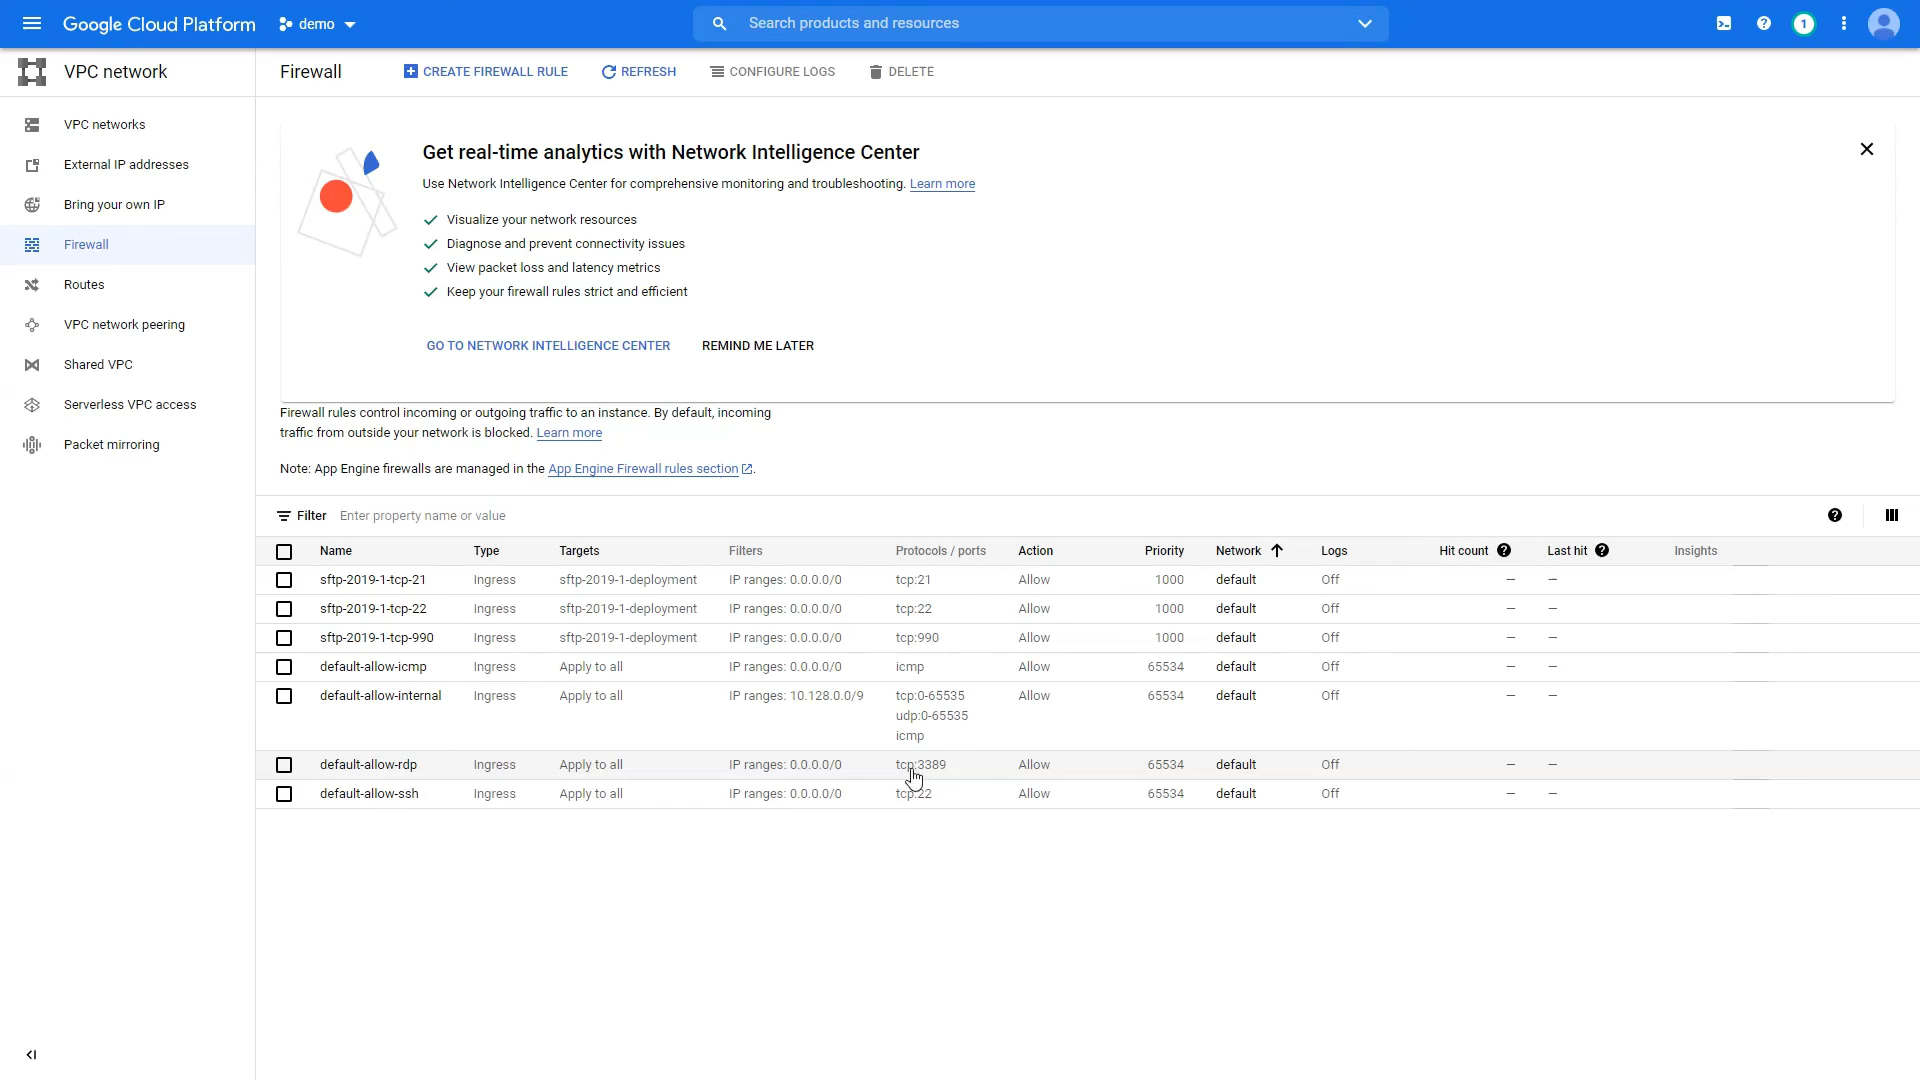 Google Cloud Platform demo Search products and resources 1
VPC network Firewall CREATE FIREWALL RULE REFRESH CONFIGURE LOGS DELETE
VPC networks
External IP addresses
Bring your own IP
Firewall
Routes
VPC network peering
Shared VPC
Serverless VPC access
Packet mirroring
Get real-time analytics with Network Intelligence Center
Use Network Intelligence Center for comprehensive monitoring and troubleshooting. Learn more
Visualize your network resources
Diagnose and prevent connectivity issues
View packet loss and latency metrics
Keep your firewall rules strict and efficient
GO TO NETWORK INTELLIGENCE CENTER REMIND ME LATER
Firewall rules control incoming or outgoing traffic to an instance. By default, incoming
traffic from outside your network is blocked. Learn more
Note: App Engine firewalls are managed in the App Engine Firewall rules section.
Filter Enter property name or value
Name Type Targets Filters Protocols / ports Action Priority Network Logs Hit count Last hit Insights
sftp-2019-1-tcp-21 Ingress sftp-2019-1-deployment IP ranges: 0.0.0.0/0 tcp:21 Allow 1000 default Off — —
sftp-2019-1-tcp-22 Ingress sftp-2019-1-deployment IP ranges: 0.0.0.0/0 tcp:22 Allow 1000 default Off — —
sftp-2019-1-tcp-990 Ingress sftp-2019-1-deployment IP ranges: 0.0.0.0/0 tcp:990 Allow 1000 default Off — —
default-allow-icmp Ingress Apply to all IP ranges: 0.0.0.0/0 icmp Allow 65534 default Off — —
default-allow-internal Ingress Apply to all IP ranges: 10.128.0.0/9 tcp:0-65535 Allow 65534 default Off — —
udp:0-65535
icmp
default-allow-rdp Ingress Apply to all IP ranges: 0.0.0.0/0 tcp:3389 Allow 65534 default Off — —
default-allow-ssh Ingress Apply to all IP ranges: 0.0.0.0/0 tcp:22 Allow 65534 default Off — —